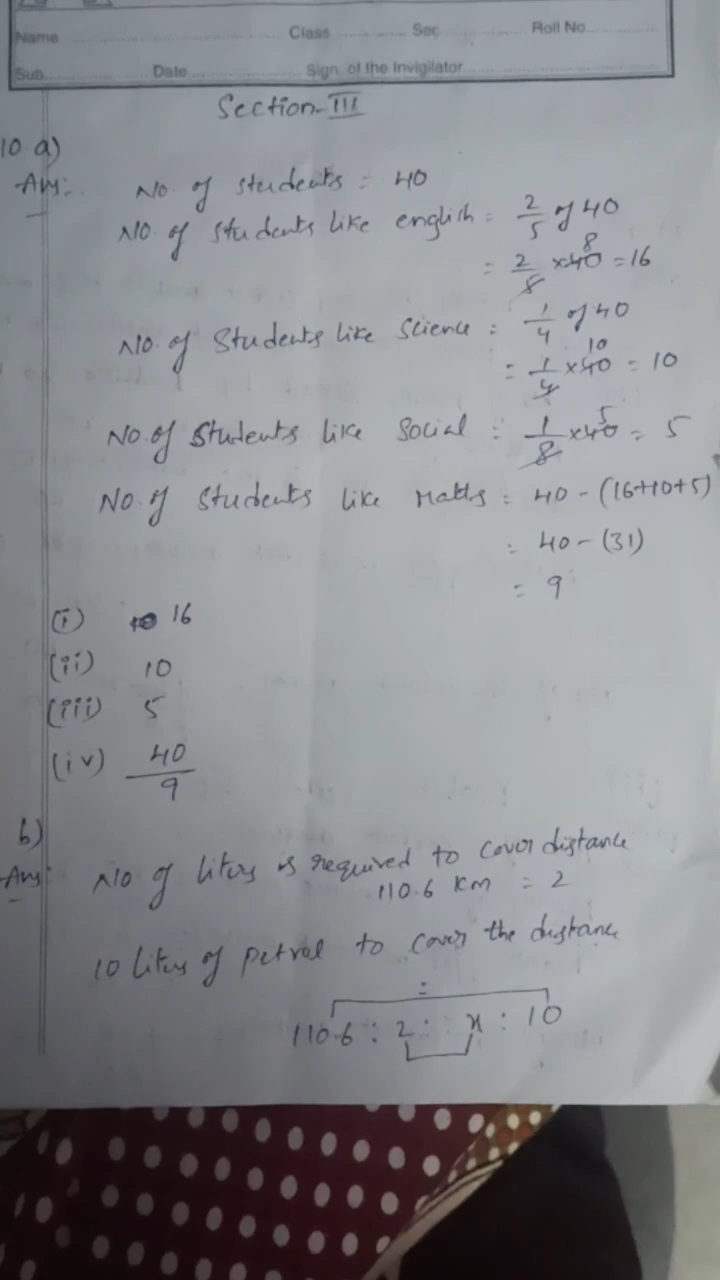 Name ........ Class ........ Sec ........ Roll No ........
Sub ........ Date ........ Sign. of the Invigilator ........
Section-III
10 a)
Ans:- No. of students = 40
No. of students like english = 2/5 of 40
= 2/5 x 40 8 = 16
No. of Students like Science = 1/4 of 40
= 1/4 x 40 10 = 10
No. of Students like Social = 1/8 x 40 5 = 5
No. of Students like Maths = 40 - (16+10+5)
= 40 - (31)
= 9
(i) 16
(ii) 10
(iii) 5
(iv) 40/9
b)
Ans: No of liters is required to cover distance
110.6 km = 2
10 liters of petral to cover the distance
=
110.6 : 2 :: x : 10